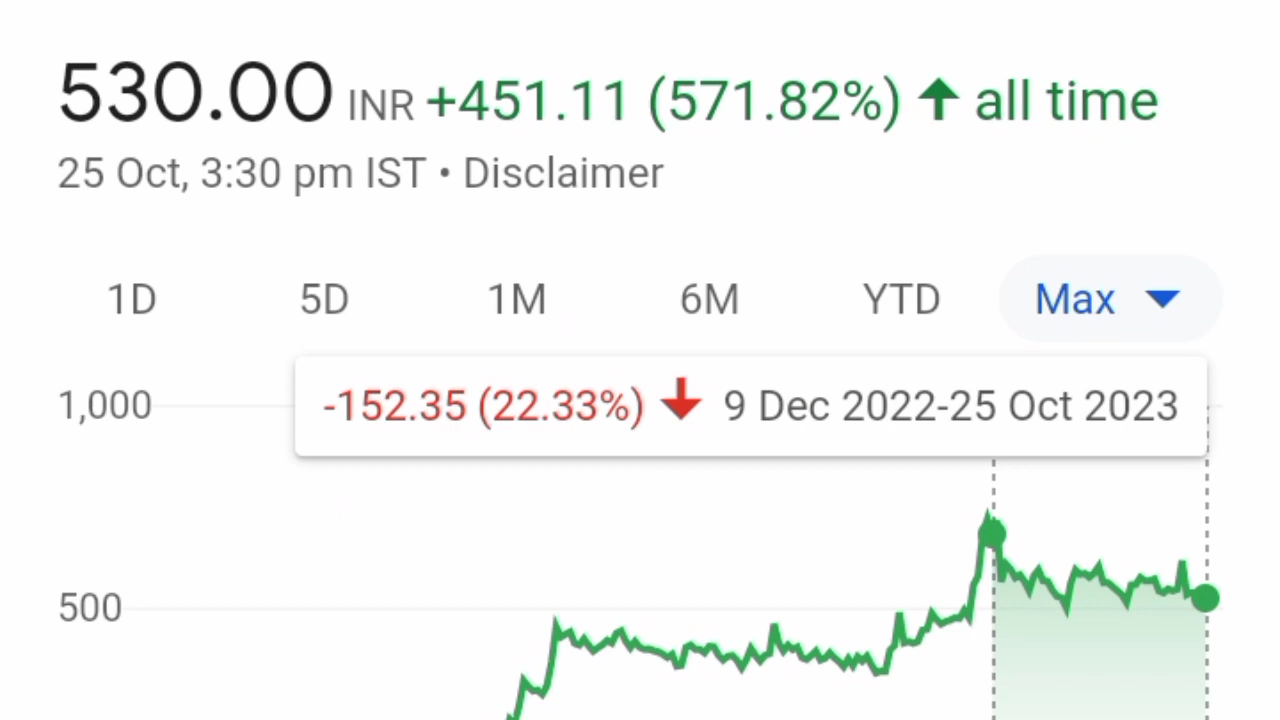 530.00 INR +451.11 (571.82%) ↑ all time
25 Oct, 3:30 pm IST • Disclaimer
1D 5D 1M 6M YTD Max
1,000
-152.35 (22.33%) ↓ 9 Dec 2022-25 Oct 2023
500